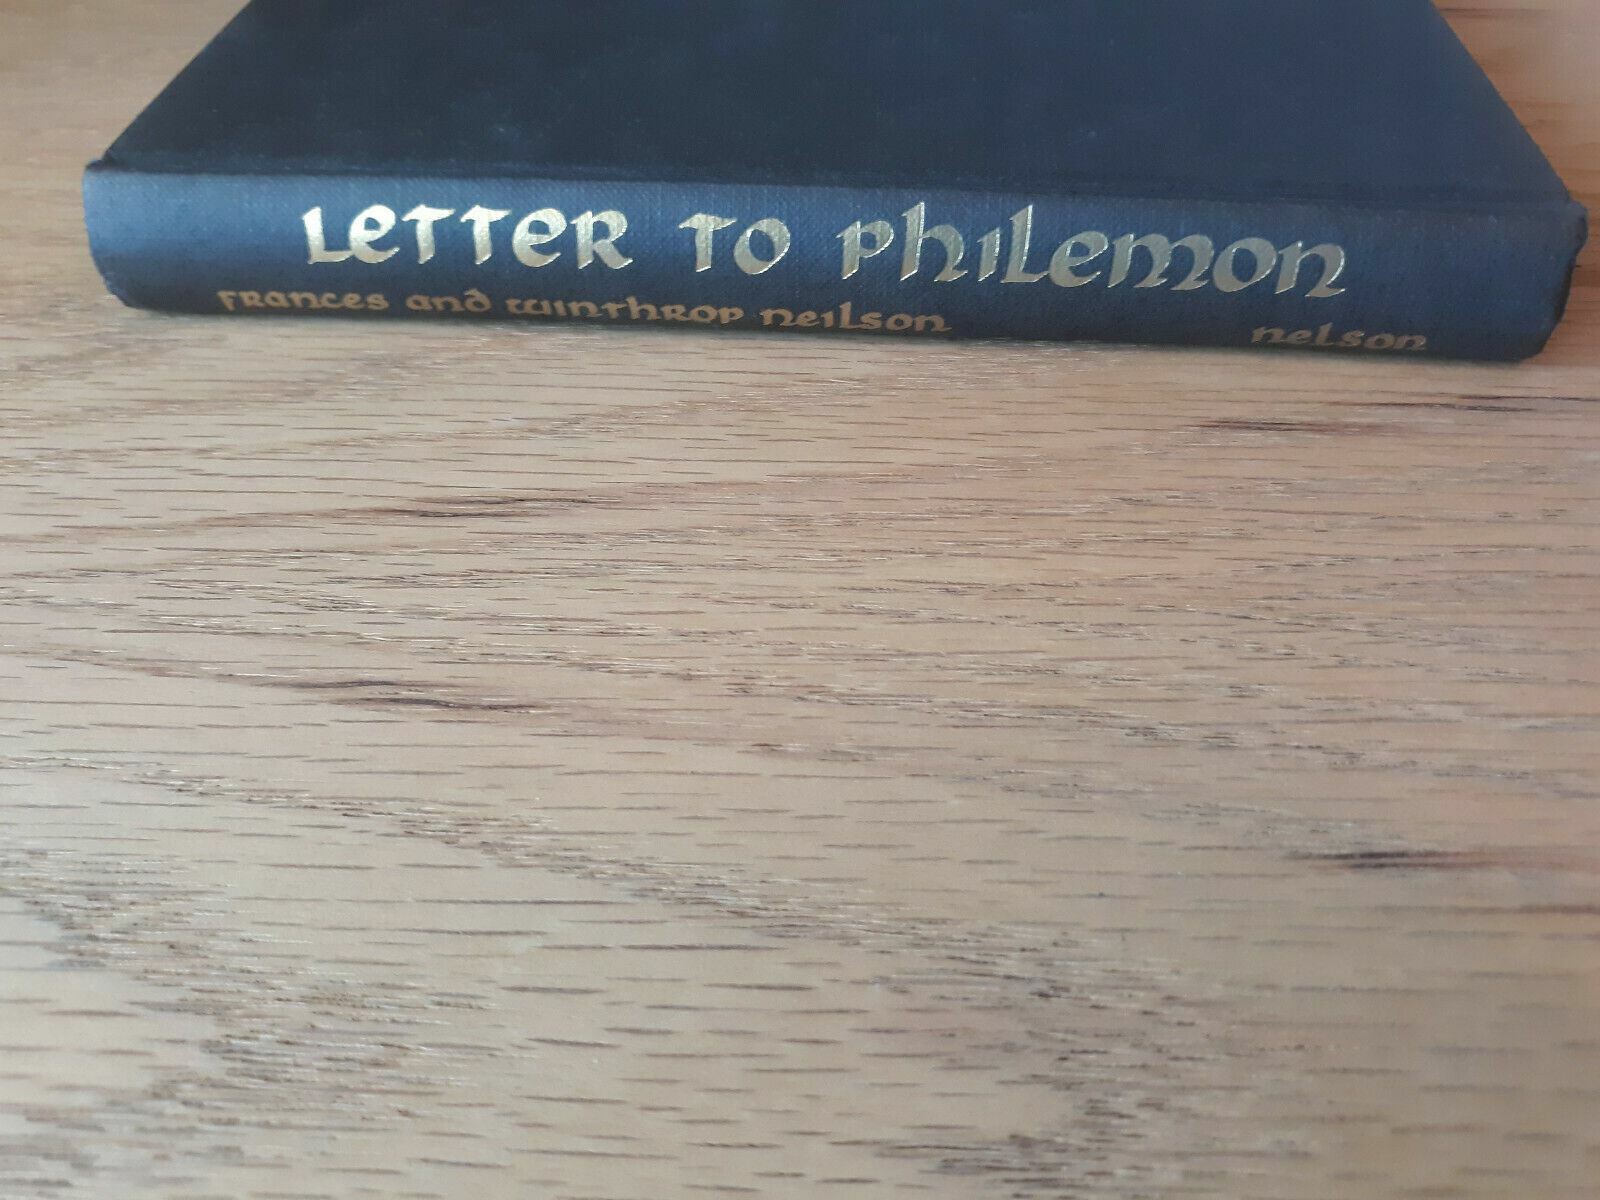 Letter to Philemon
Frances and Winthrop Neilson
Nelson